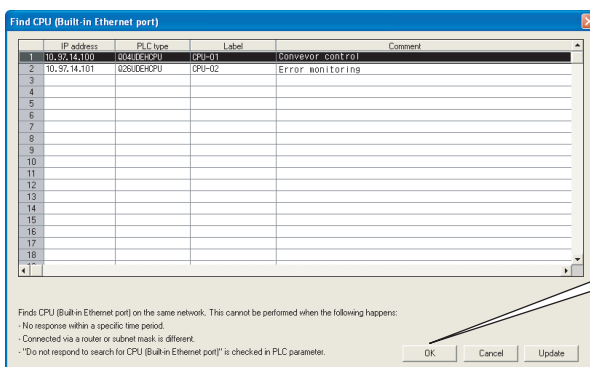 Find CPU (Built-in Ethernet port)
IP address PLC type Label Comment
1 10.97.14.100 Q04UDEHCPU CPU-01 Conveyor control
2 10.97.14.101 Q26UDEHCPU CPU-02 Error monitoring
3
4
5
6
7
8
9
10
11
12
13
14
15
16
17
18
Finds CPU (Built-in Ethernet port) on the same network. This cannot be performed when the following happens:
- No response within a specific time period.
- Connected via a router or subnet mask is different.
- "Do not respond to search for CPU (Built-in Ethernet port)" is checked in PLC parameter.
OK Cancel Update